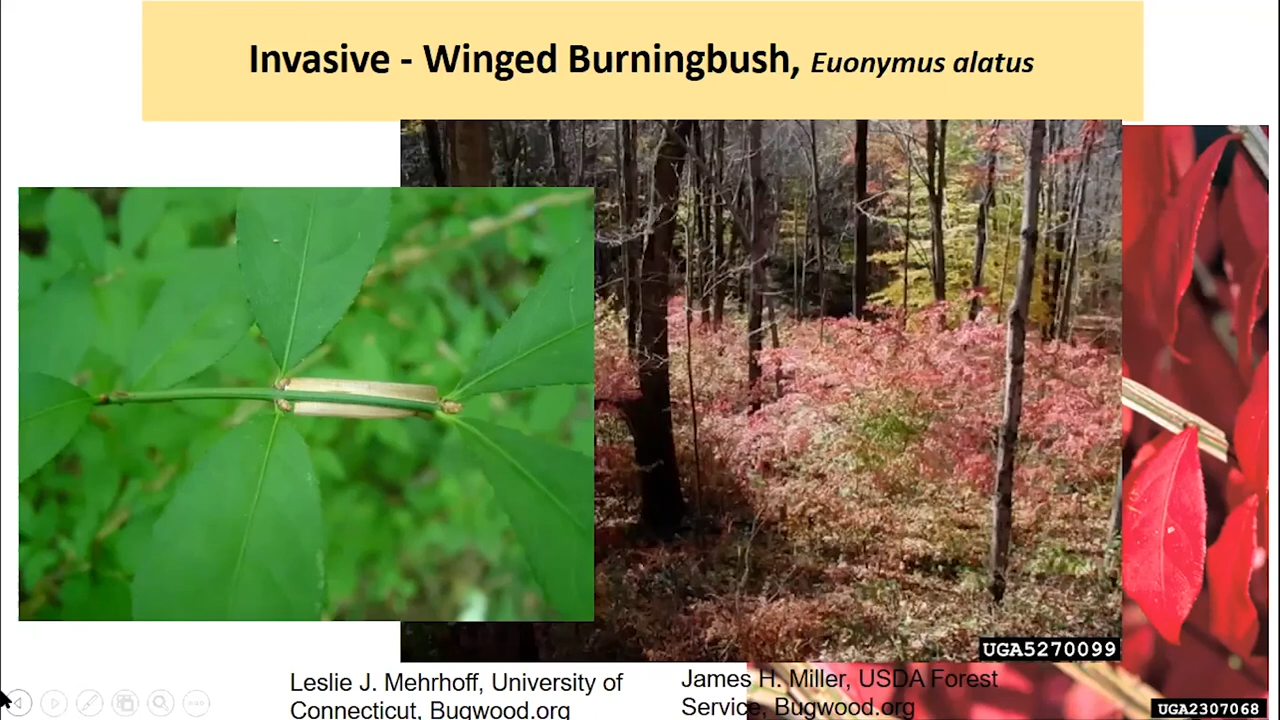 Invasive - Winged Burningbush, Euonymus alatus
UGA5270099
Leslie J. Mehrhoff, University of
Connecticut, Bugwood.org
James H. Miller, USDA Forest
Service, Bugwood.org
UGA2307068